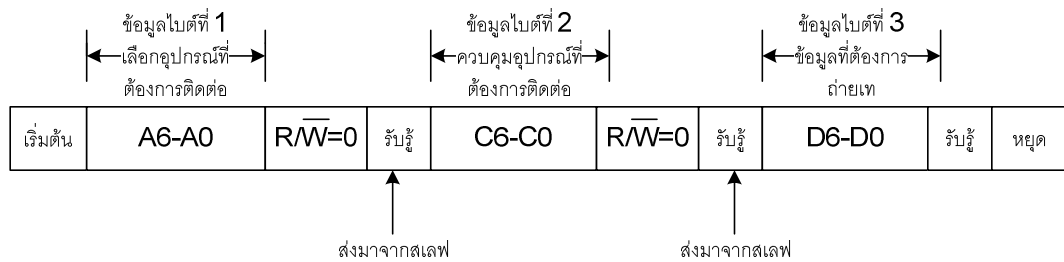 ข้อมูลไบต์ที่ 1
เลือกอุปกรณ์ที่
ต้องการติดต่อ
ข้อมูลไบต์ที่ 2
ควบคุมอุปกรณ์ที่
ต้องการติดต่อ
ข้อมูลไบต์ที่ 3
ข้อมูลที่ต้องการ
ถ่ายเท
เริ่มต้น A6-A0 R/W̅=0 รับรู้ C6-C0 R/W̅=0 รับรู้ D6-D0 รับรู้ หยุด
ส่งมาจากสเลฟ ส่งมาจากสเลฟ